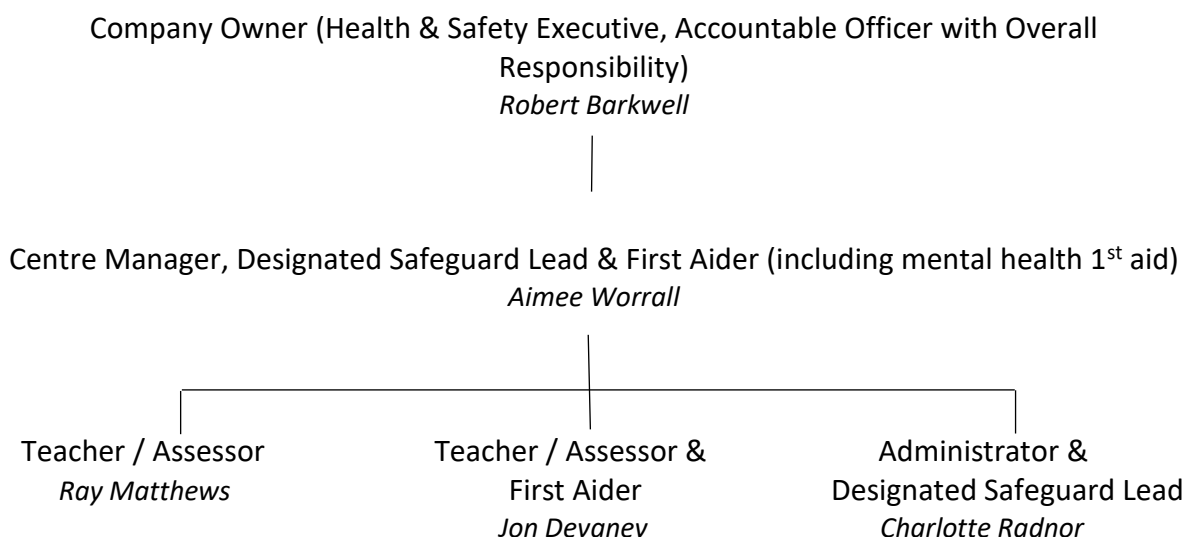 Company Owner (Health & Safety Executive, Accountable Officer with Overall
Responsibility)
Robert Barkwell
Centre Manager, Designated Safeguard Lead & First Aider (including mental health 1st aid)
Aimee Worrall
Teacher / Assessor
Ray Matthews
Teacher / Assessor &
First Aider
Jon Devaney
Administrator &
Designated Safeguard Lead
Charlotte Radnor